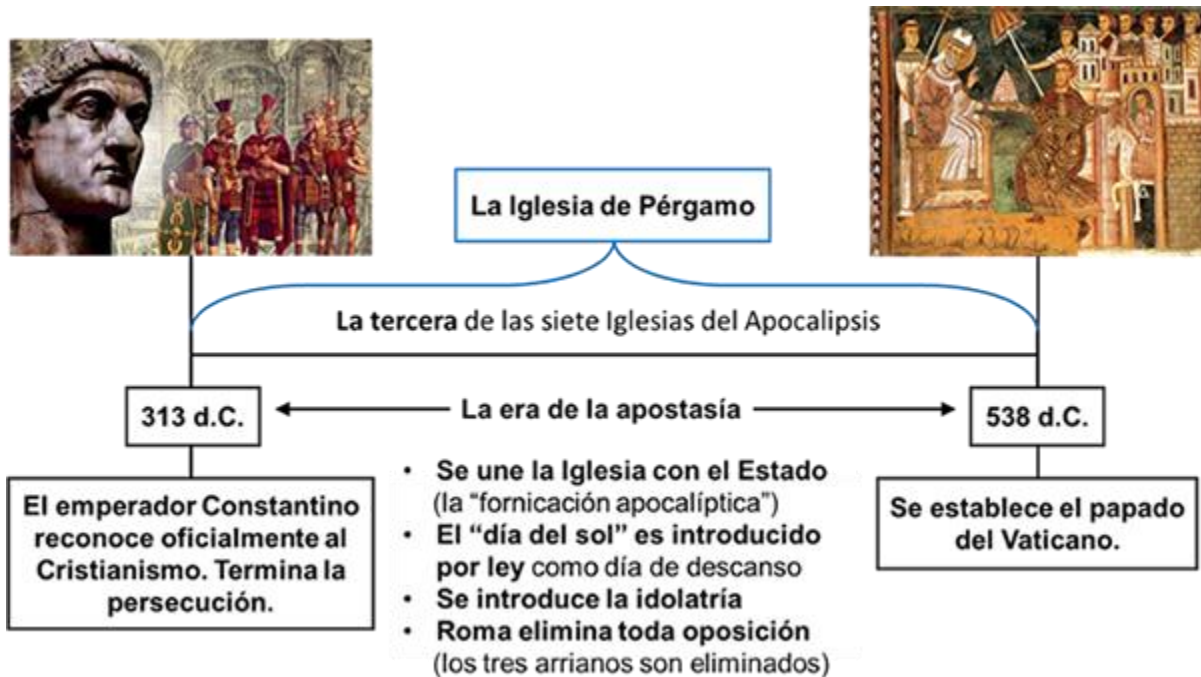 La Iglesia de Pérgamo
La tercera de las siete Iglesias del Apocalipsis
313 d.C.
La era de la apostasía
538 d.C.
El emperador Constantino
reconoce oficialmente al
Cristianismo. Termina la
persecución.
• Se une la Iglesia con el Estado
(la “fornicación apocalíptica”)
• El “día del sol” es introducido
por ley como día de descanso
• Se introduce la idolatría
• Roma elimina toda oposición
(los tres arrianos son eliminados)
Se establece el papado
del Vaticano.